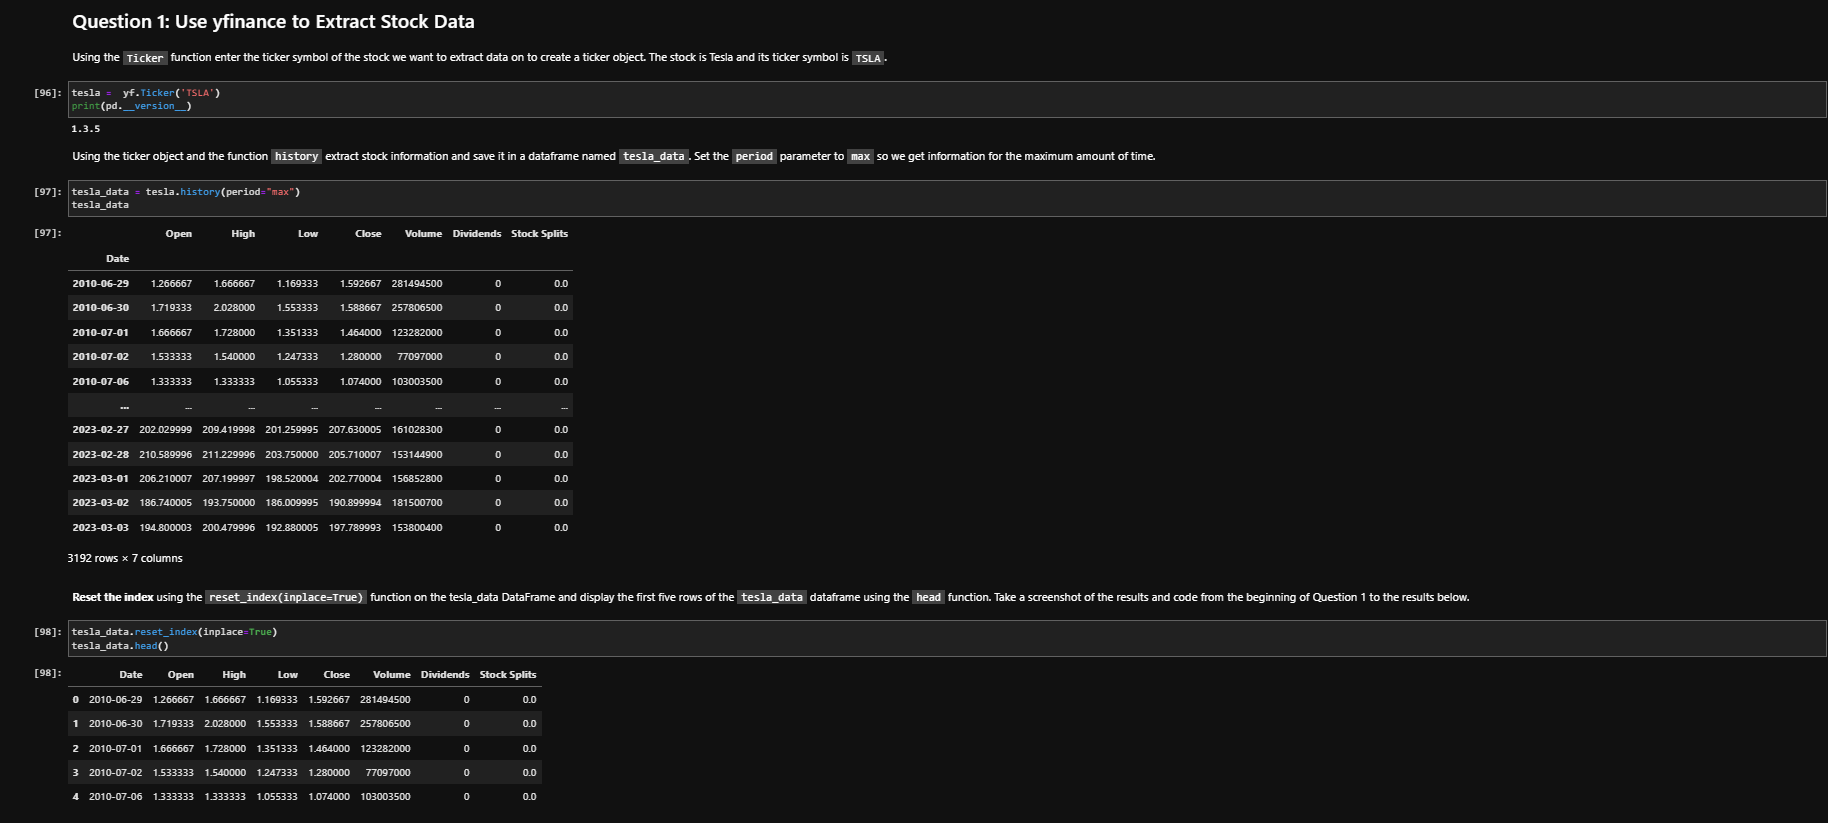 Question 1: Use yfinance to Extract Stock Data
Using the Ticker function enter the ticker symbol of the stock we want to extract data on to create a ticker object. The stock is Tesla and its ticker symbol is TSLA.
[96]: tesla =  yf.Ticker('TSLA')
print(pd.__version__)
1.3.5
Using the ticker object and the function history extract stock information and save it in a dataframe named tesla_data. Set the period parameter to max so we get information for the maximum amount of time.
[97]: tesla_data = tesla.history(period="max")
tesla_data
[97]: Open High Low Close Volume Dividends Stock Splits
Date
2010-06-29 1.266667 1.666667 1.169333 1.592667 281494500 0 0.0
2010-06-30 1.719333 2.028000 1.553333 1.588667 257806500 0 0.0
2010-07-01 1.666667 1.728000 1.351333 1.464000 123282000 0 0.0
2010-07-02 1.533333 1.540000 1.247333 1.280000 77097000 0 0.0
2010-07-06 1.333333 1.333333 1.055333 1.074000 103003500 0 0.0
... ... ... ... ... ... ... ...
2023-02-27 202.029999 209.419998 201.259995 207.630005 161028300 0 0.0
2023-02-28 210.589996 211.229996 203.750000 205.710007 153144900 0 0.0
2023-03-01 206.210007 207.199997 198.520004 202.770004 156852800 0 0.0
2023-03-02 186.740005 193.750000 186.009995 190.899994 181500700 0 0.0
2023-03-03 194.800003 200.479996 192.880005 197.789993 153800400 0 0.0
3192 rows × 7 columns
Reset the index using the reset_index(inplace=True) function on the tesla_data DataFrame and display the first five rows of the tesla_data dataframe using the head function. Take a screenshot of the results and code from the beginning of Question 1 to the results below.
[98]: tesla_data.reset_index(inplace=True)
tesla_data.head()
[98]: Date Open High Low Close Volume Dividends Stock Splits
0 2010-06-29 1.266667 1.666667 1.169333 1.592667 281494500 0 0.0
1 2010-06-30 1.719333 2.028000 1.553333 1.588667 257806500 0 0.0
2 2010-07-01 1.666667 1.728000 1.351333 1.464000 123282000 0 0.0
3 2010-07-02 1.533333 1.540000 1.247333 1.280000 77097000 0 0.0
4 2010-07-06 1.333333 1.333333 1.055333 1.074000 103003500 0 0.0